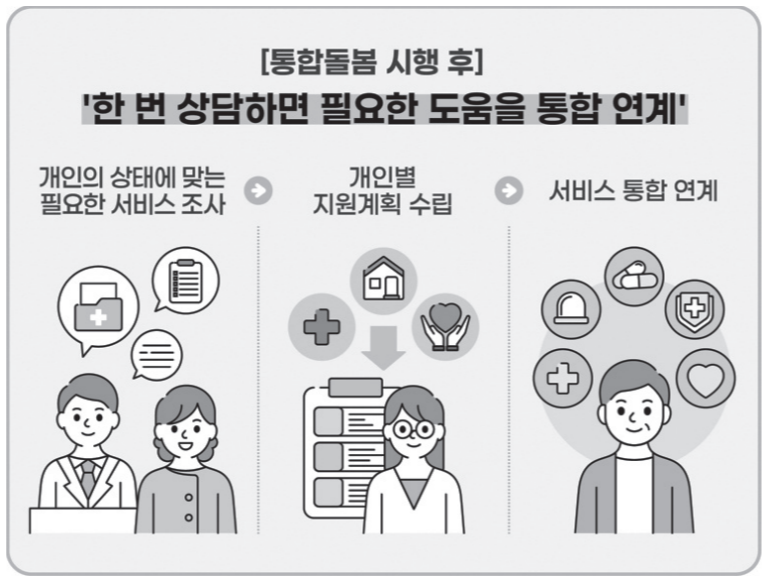 [통합돌봄 시행 후]
'한 번 상담하면 필요한 도움을 통합 연계'
개인의 상태에 맞는
필요한 서비스 조사
개인별
지원계획 수립
서비스 통합 연계